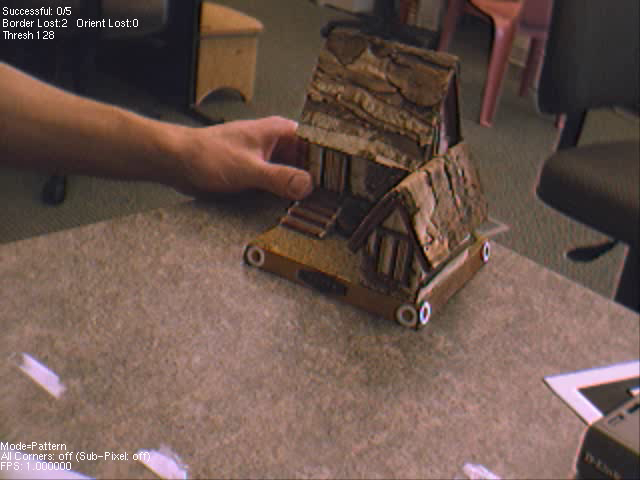 Successful: 0/5
Border Lost:2 Orient Lost:0
Thresh 128
Mode=Pattern
All Corners: off (Sub-Pixel: off)
FPS: 1.000000
D-Link